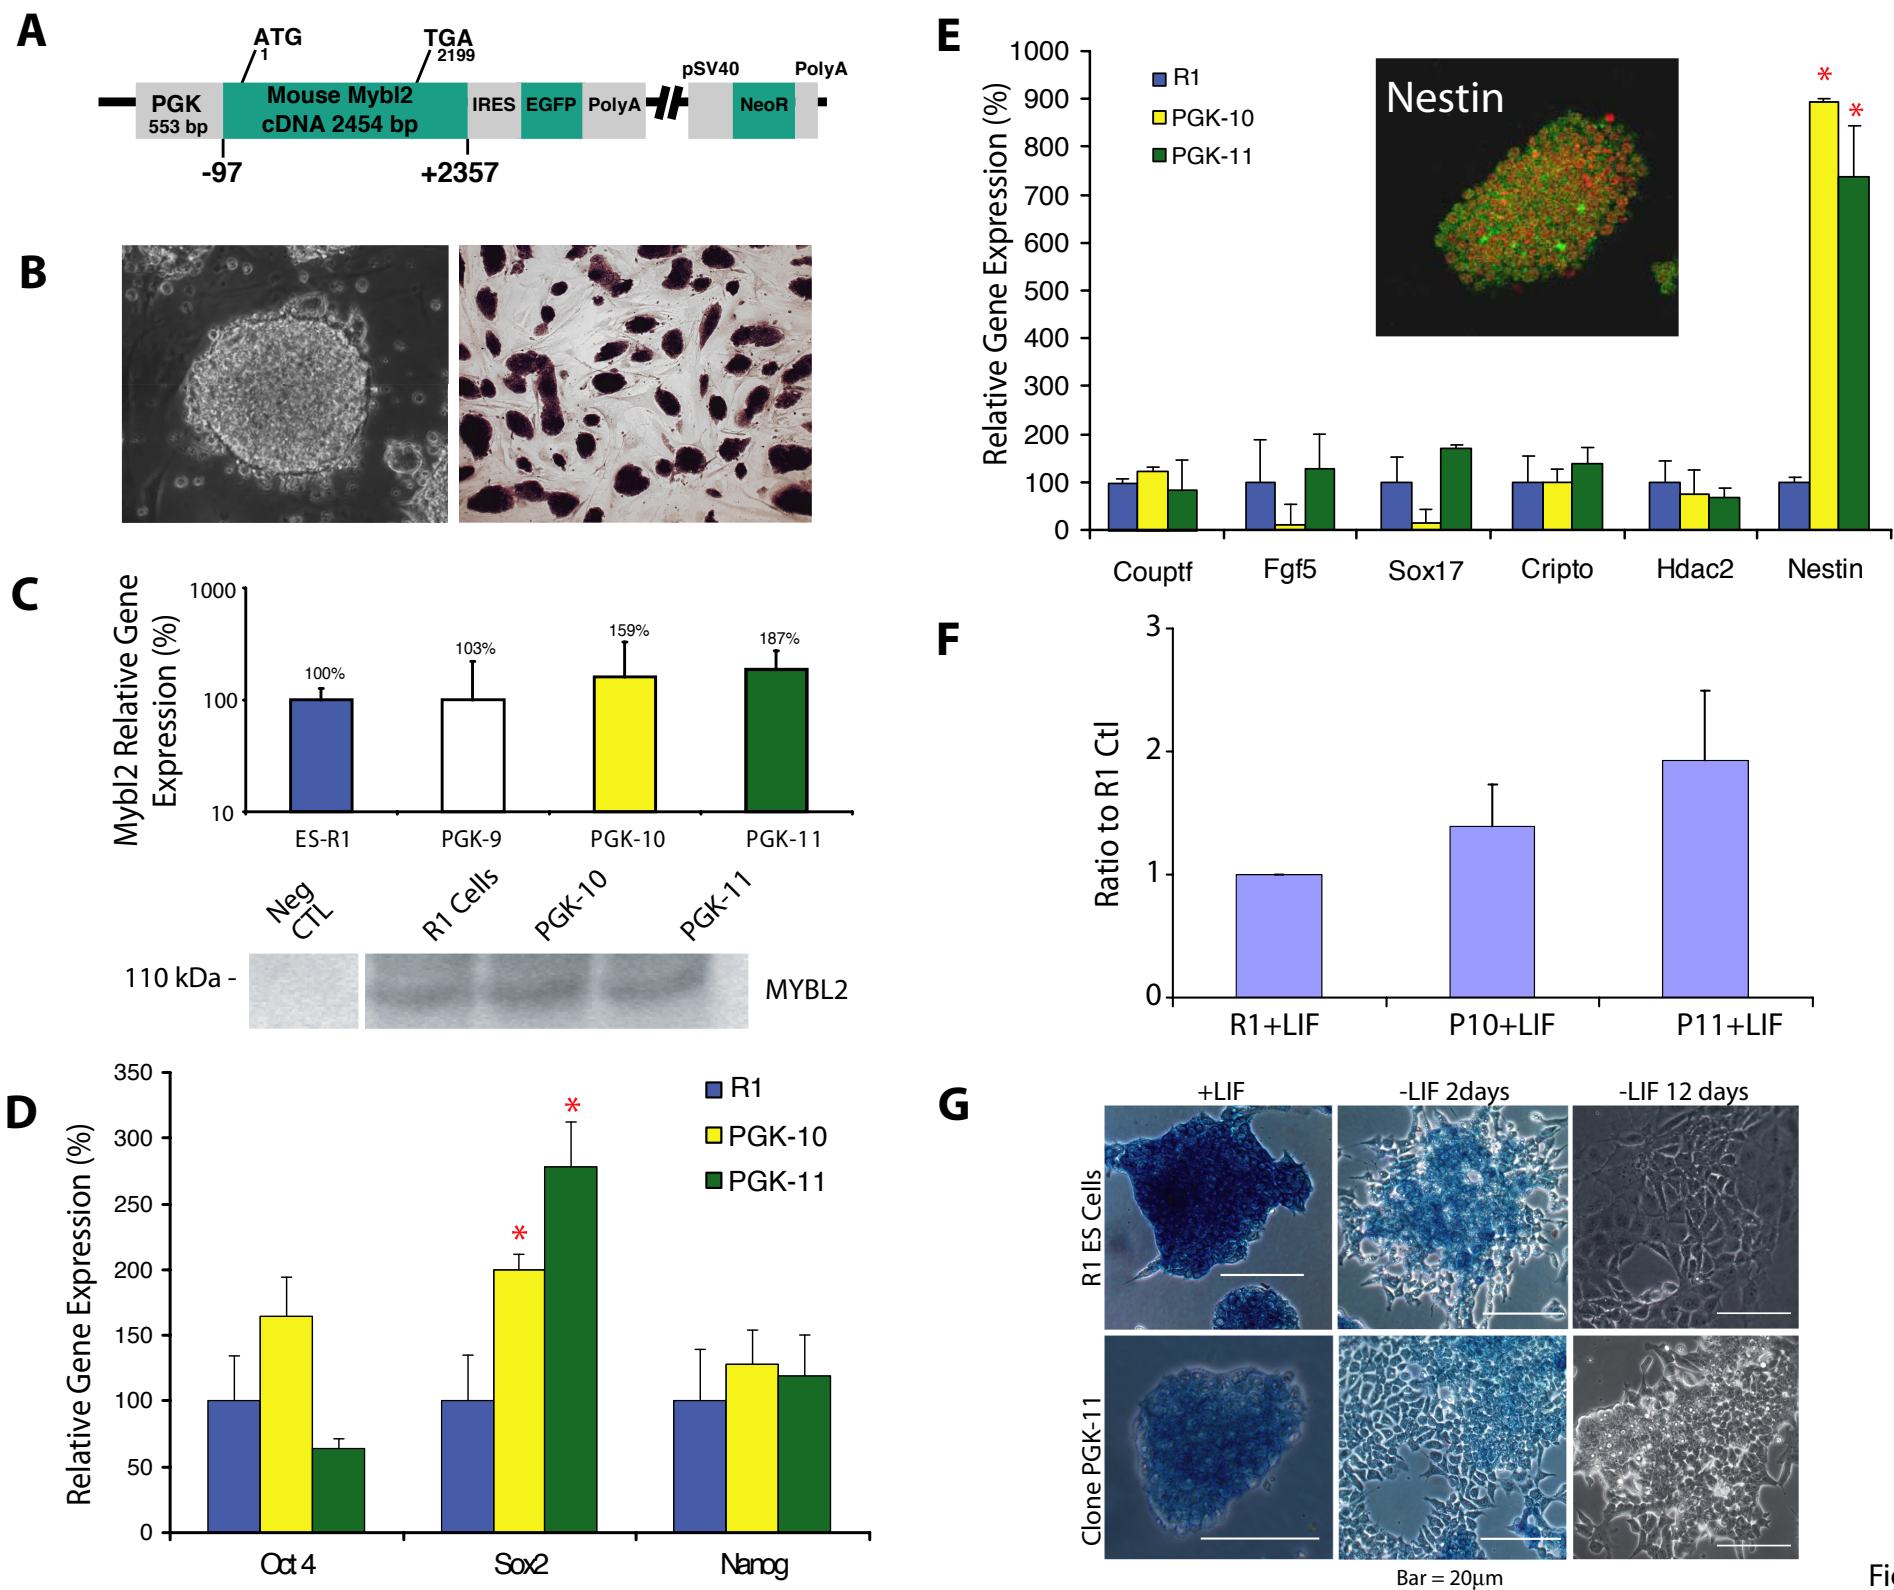 A
ATG
1
TGA
2199
pSV40
PolyA
PGK
553 bp
Mouse Mybl2
cDNA 2454 bp
IRES
EGFP
PolyA
NeoR
-97
+2357
B
C
Mybl2 Relative Gene
Expression (%)
1000
100
10
100%
103%
159%
187%
ES-R1
PGK-9
PGK-10
PGK-11
Neg
CTL
R1 Cells
PGK-10
PGK-11
110 kDa -
MYBL2
D
Relative Gene Expression (%)
350
300
250
200
150
100
50
0
R1
PGK-10
PGK-11
*
*
Oct 4
Sox2
Nanog
E
Relative Gene Expression (%)
1000
900
800
700
600
500
400
300
200
100
0
R1
PGK-10
PGK-11
Nestin
*
*
Couptf
Fgf5
Sox17
Cripto
Hdac2
Nestin
F
Ratio to R1 Ctl
3
2
1
0
R1+LIF
P10+LIF
P11+LIF
G
+LIF
-LIF 2days
-LIF 12 days
R1 ES Cells
Clone PGK-11
Bar = 20µm